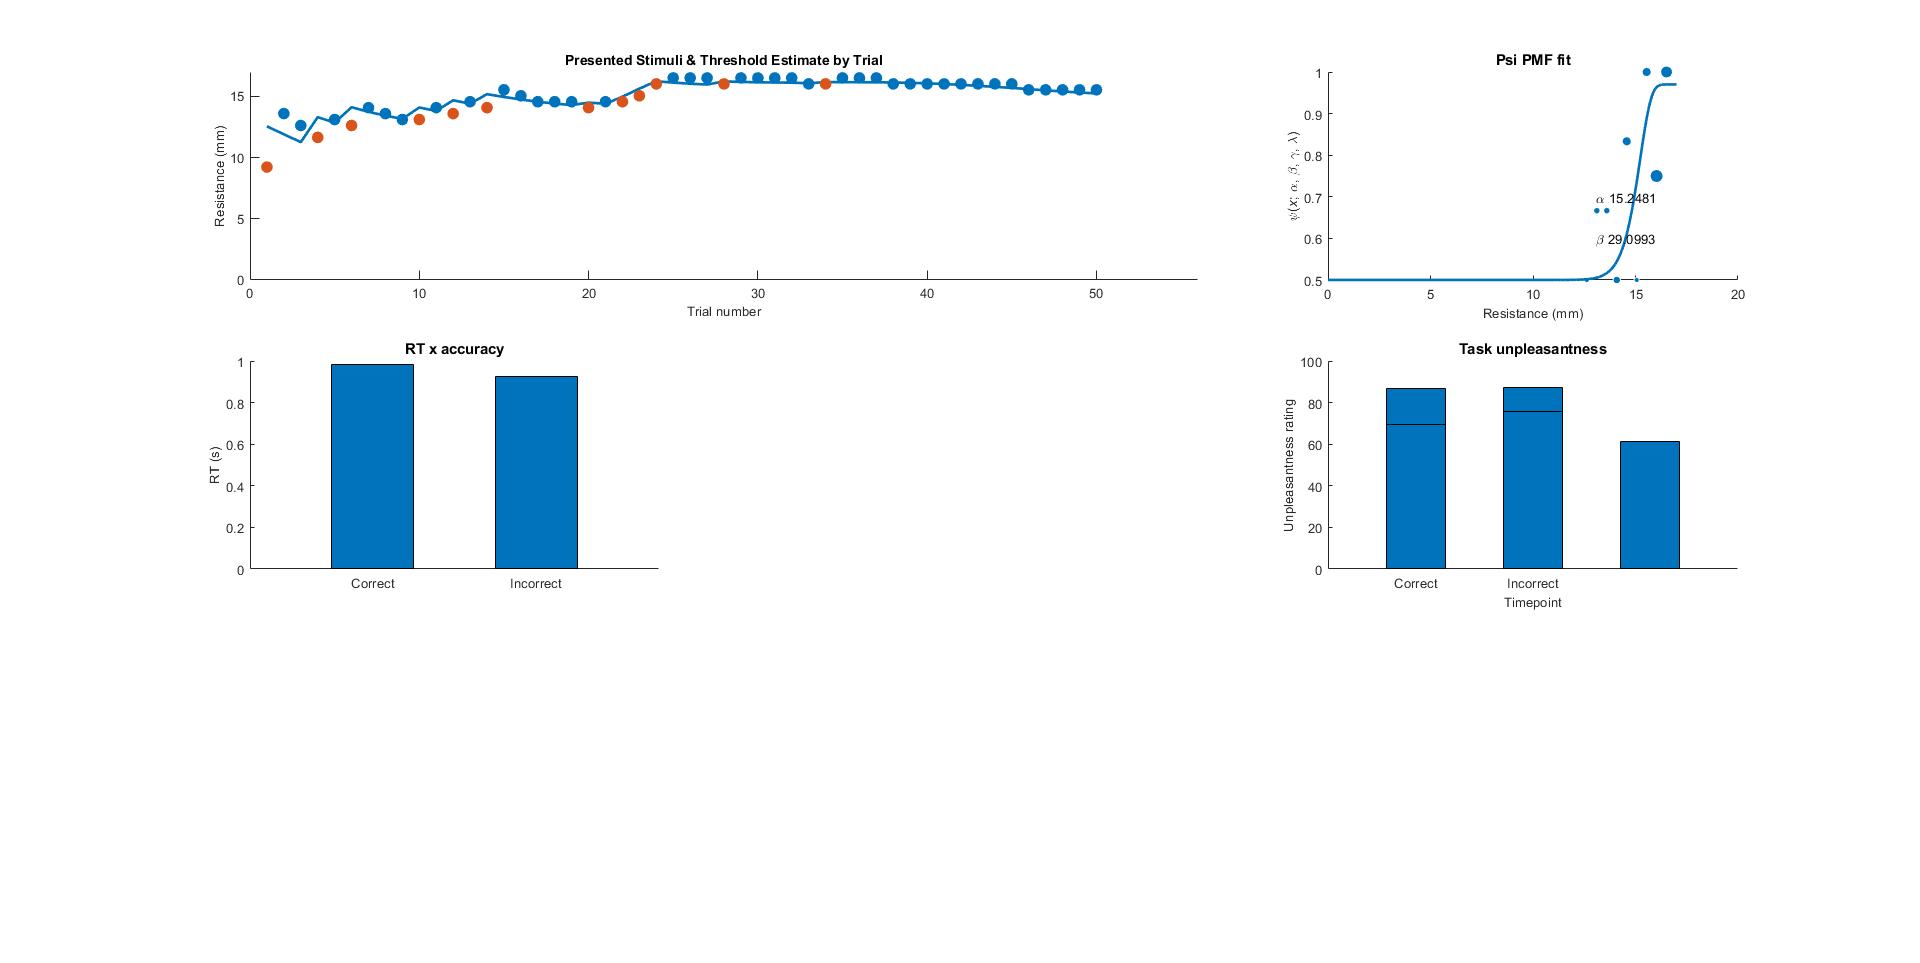 Presented Stimuli & Threshold Estimate by Trial
Resistance (mm)
15
10
5
0
0 10 20 30 40 50
Trial number
Psi PMF fit
ψ(x; α, β, γ, λ)
1
0.9
0.8
0.7
0.6
0.5
α 15.2481
β 29.0993
0 5 10 15 20
Resistance (mm)
RT x accuracy
RT (s)
1
0.8
0.6
0.4
0.2
0
Correct Incorrect
Task unpleasantness
Unpleasantness rating
100
80
60
40
20
0
Correct Incorrect
Timepoint